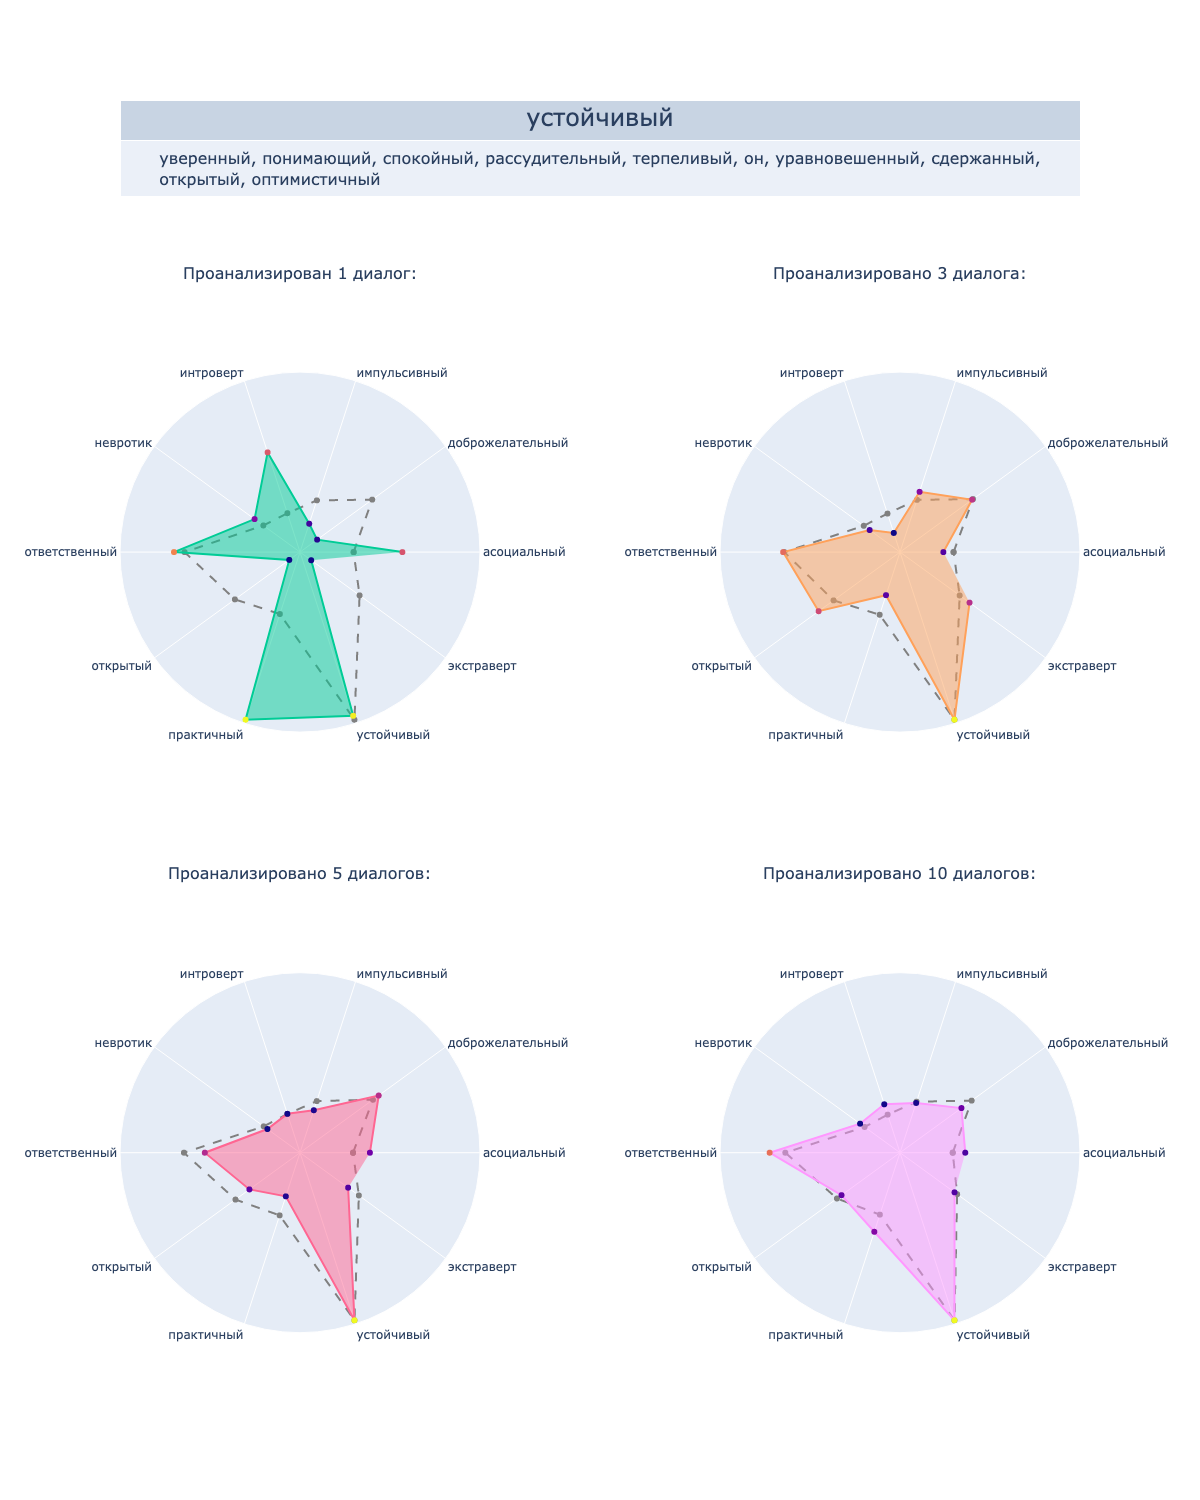 устойчивый
уверенный, понимающий, спокойный, рассудительный, терпеливый, он, уравновешенный, сдержанный,
открытый, оптимистичный
Проанализирован 1 диалог:
Проанализировано 3 диалога:
интроверт
импульсивный
невротик
доброжелательный
ответственный
асоциальный
открытый
экстраверт
практичный
устойчивый
интроверт
импульсивный
невротик
доброжелательный
ответственный
асоциальный
открытый
экстраверт
практичный
устойчивый
Проанализировано 5 диалогов:
Проанализировано 10 диалогов:
интроверт
импульсивный
невротик
доброжелательный
ответственный
асоциальный
открытый
экстраверт
практичный
устойчивый
интроверт
импульсивный
невротик
доброжелательный
ответственный
асоциальный
открытый
экстраверт
практичный
устойчивый